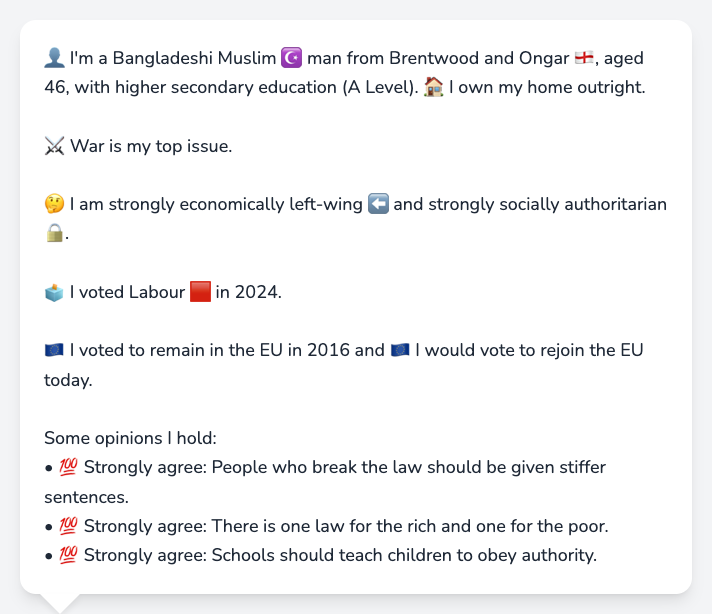 👤 I'm a Bangladeshi Muslim ☪️ man from Brentwood and Ongar 🏴󠁧󠁢󠁥󠁮󠁧󠁿, aged
46, with higher secondary education (A Level). 🏠 I own my home outright.
⚔️ War is my top issue.
🤔 I am strongly economically left-wing ⬅️ and strongly socially authoritarian
🔒.
🗳️ I voted Labour 🟥 in 2024.
🇪🇺 I voted to remain in the EU in 2016 and 🇪🇺 I would vote to rejoin the EU
today.
Some opinions I hold:
• 💯 Strongly agree: People who break the law should be given stiffer
sentences.
• 💯 Strongly agree: There is one law for the rich and one for the poor.
• 💯 Strongly agree: Schools should teach children to obey authority.